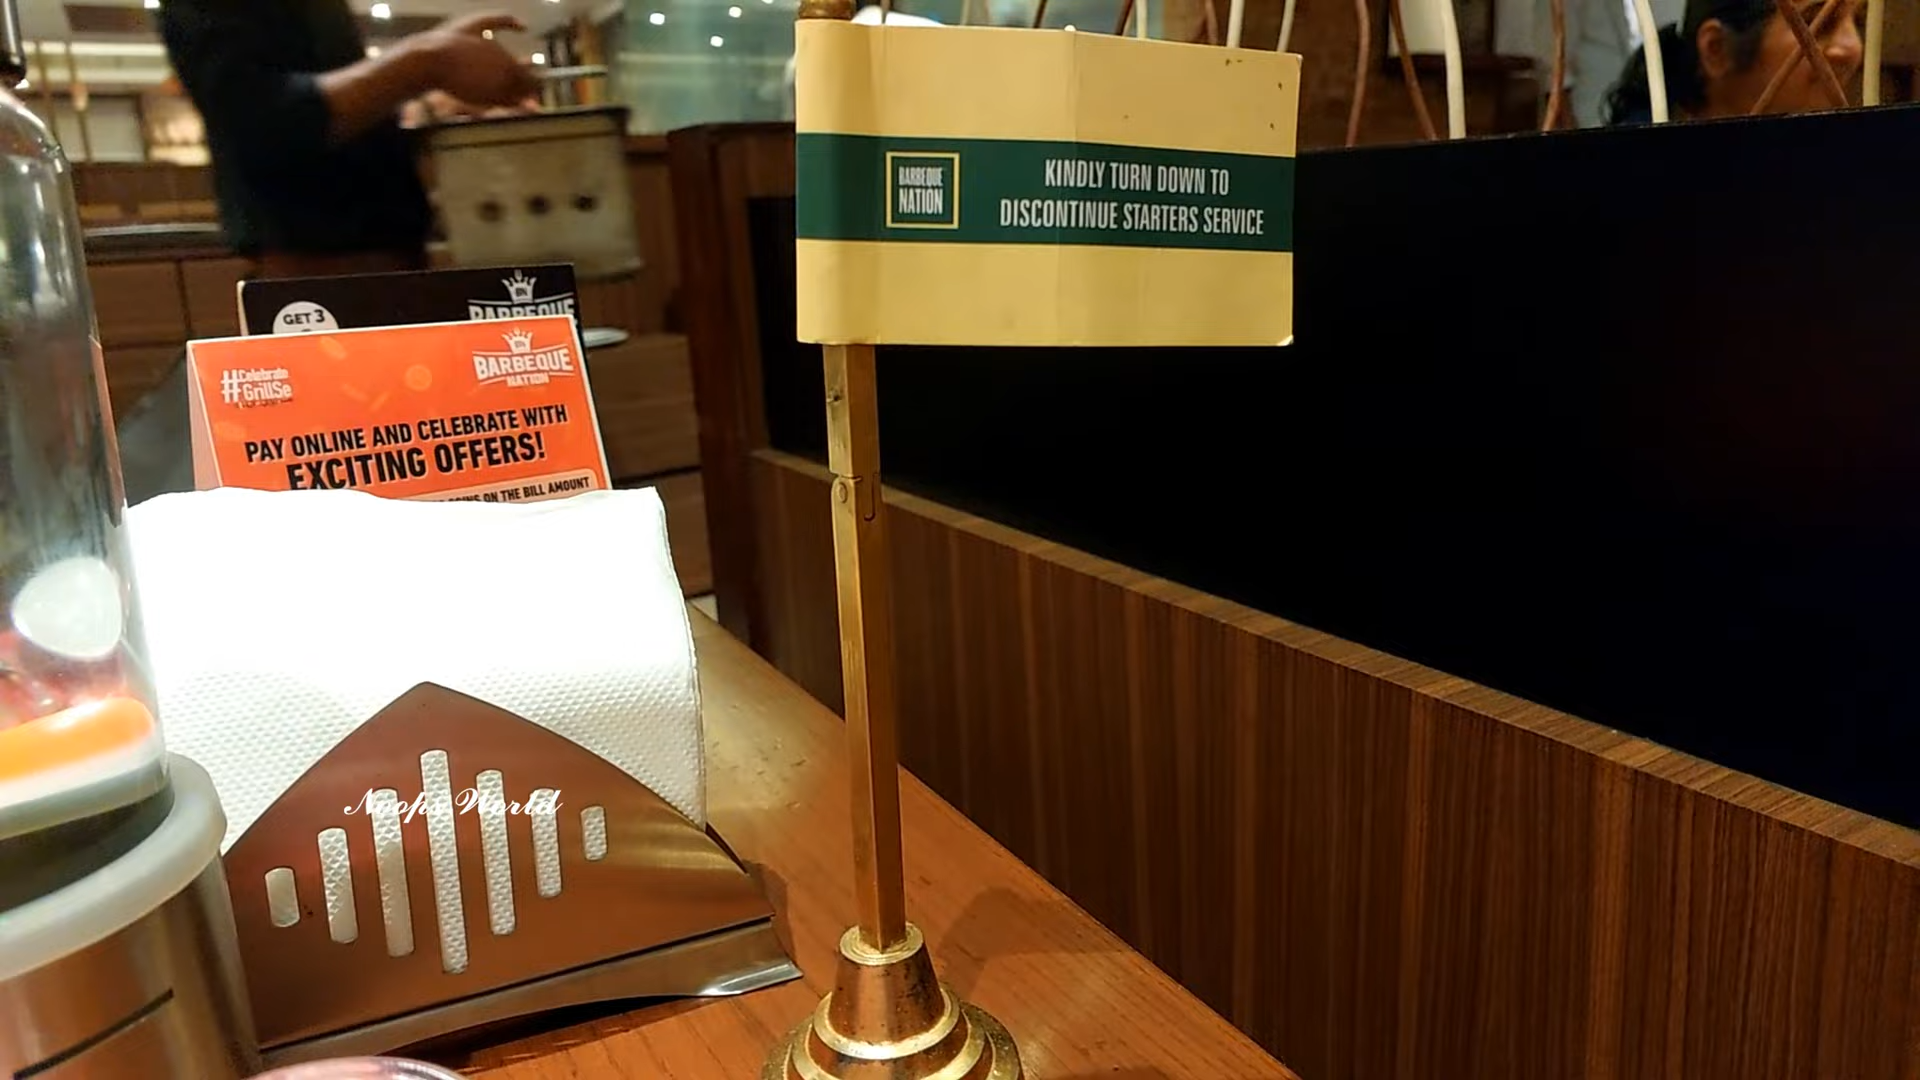 BARBEQUE
NATION
KINDLY TURN DOWN TO
DISCONTINUE STARTERS SERVICE
GET 3
BARBEQUE
#Celebrate
GrillSe
BARBEQUE
NATION
PAY ONLINE AND CELEBRATE WITH
EXCITING OFFERS!
ON THE BILL AMOUNT
Noops World